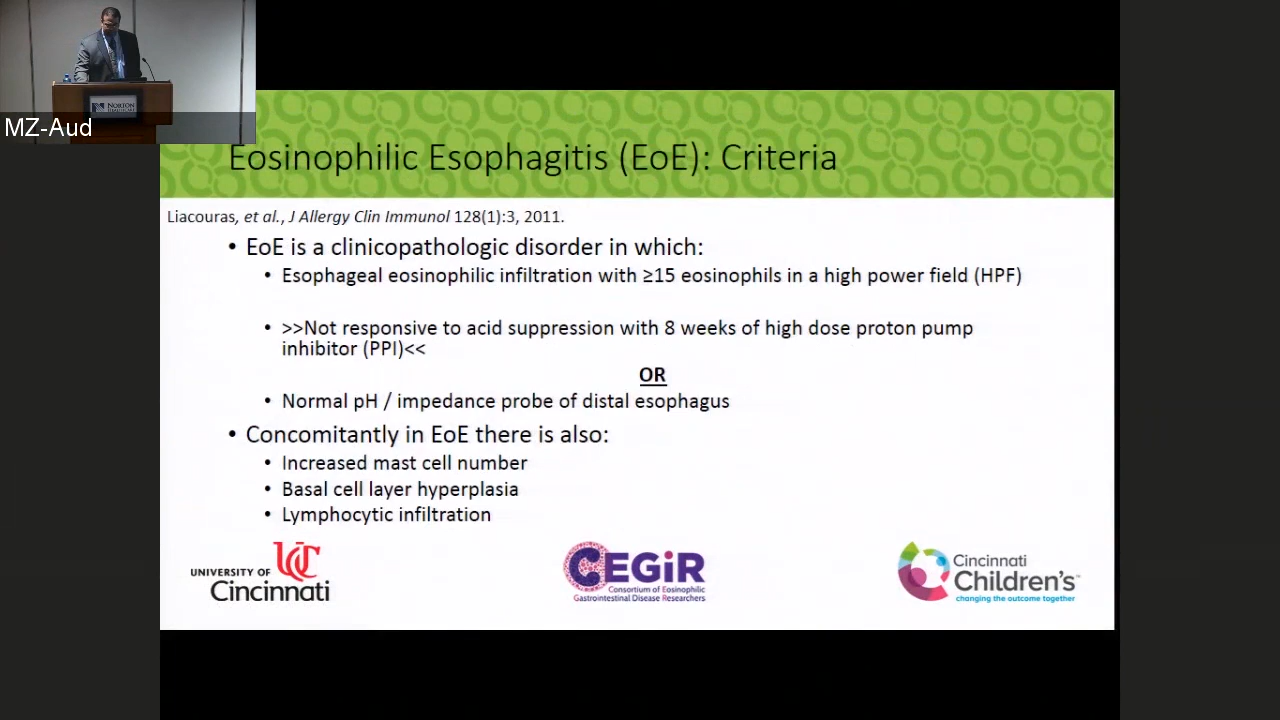 NORTON
HEALTHCARE
MZ-Aud
Eosinophilic Esophagitis (EoE): Criteria
Liacouras, et al., J Allergy Clin Immunol 128(1):3, 2011.
• EoE is a clinicopathologic disorder in which:
• Esophageal eosinophilic infiltration with ≥15 eosinophils in a high power field (HPF)
• >>Not responsive to acid suppression with 8 weeks of high dose proton pump
inhibitor (PPI)<<
OR
• Normal pH / impedance probe of distal esophagus
• Concomitantly in EoE there is also:
• Increased mast cell number
• Basal cell layer hyperplasia
• Lymphocytic infiltration
UC
UNIVERSITY OF
Cincinnati
CEGiR
Consortium of Eosinophilic
Gastrointestinal Disease Researchers
Cincinnati
Children's™
changing the outcome together